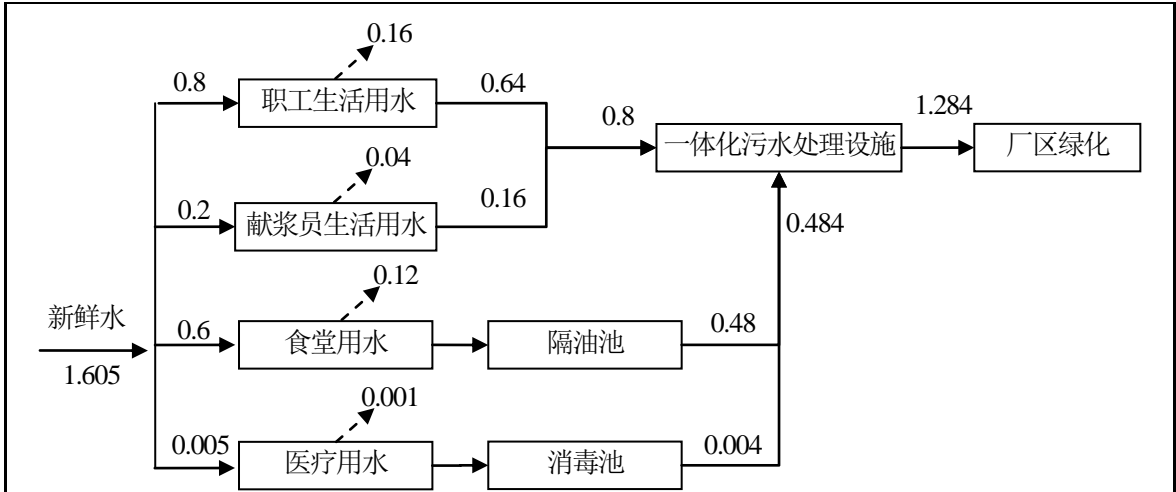 0.16
0.8
职工生活用水
0.64
0.8
一体化污水处理设施
1.284
厂区绿化
0.04
0.2
献浆员生活用水
0.16
0.484
新鲜水
1.605
0.12
0.6
食堂用水
隔油池
0.48
0.001
0.005
医疗用水
消毒池
0.004